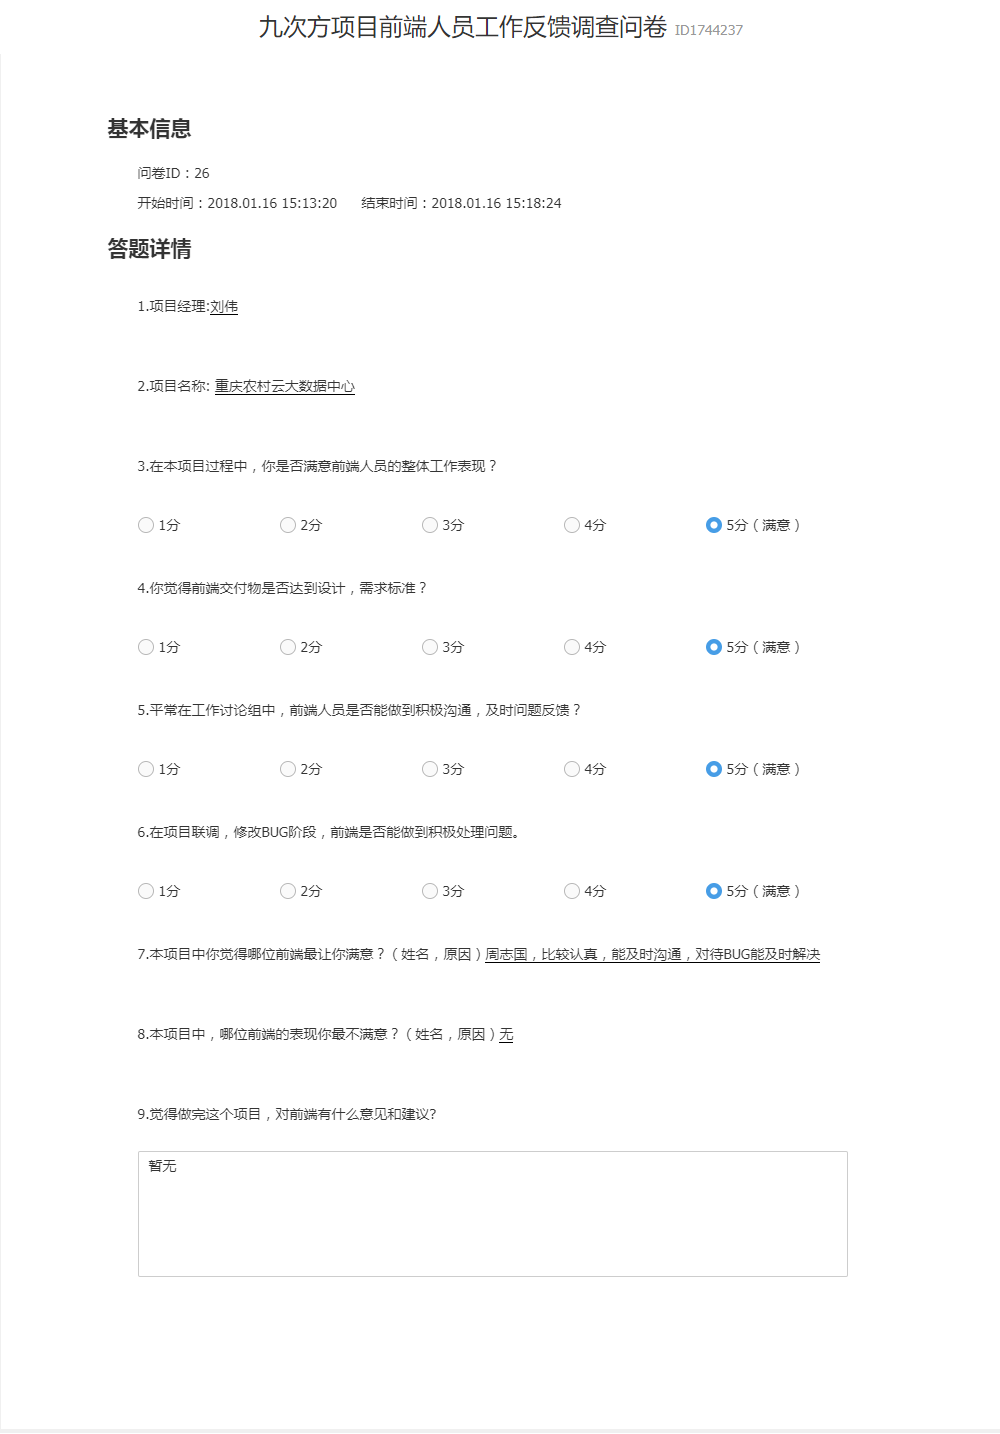 九次方项目前端人员工作反馈调查问卷 ID1744237
基本信息
问卷ID：26
开始时间：2018.01.16 15:13:20 结束时间：2018.01.16 15:18:24
答题详情
1.项目经理:刘伟
2.项目名称: 重庆农村云大数据中心
3.在本项目过程中，你是否满意前端人员的整体工作表现？
1分 2分 3分 4分 5分（满意）
4.你觉得前端交付物是否达到设计，需求标准？
1分 2分 3分 4分 5分（满意）
5.平常在工作讨论组中，前端人员是否能做到积极沟通，及时问题反馈？
1分 2分 3分 4分 5分（满意）
6.在项目联调，修改BUG阶段，前端是否能做到积极处理问题。
1分 2分 3分 4分 5分（满意）
7.本项目中你觉得哪位前端最让你满意？（姓名，原因）周志国，比较认真，能及时沟通，对待BUG能及时解决
8.本项目中，哪位前端的表现你最不满意？（姓名，原因）无
9.觉得做完这个项目，对前端有什么意见和建议?
暂无